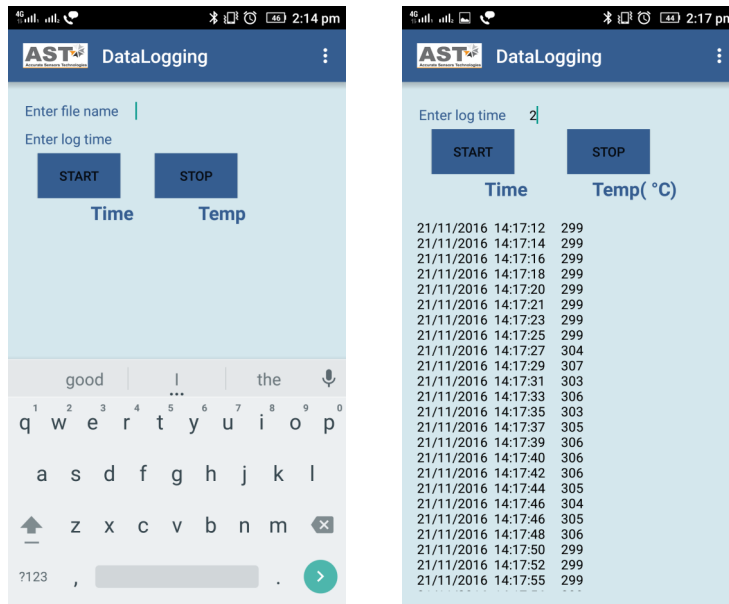 4G
46 2:14 pm
AST
Accurate Sensors Technologies
DataLogging
Enter file name
Enter log time
START STOP
Time Temp
good I the
1 2 3 4 5 6 7 8 9 0
q w e r t y u i o p
a s d f g h j k l
z x c v b n m
?123 , .
4G
44 2:17 pm
AST
Accurate Sensors Technologies
DataLogging
Enter log time 2
START STOP
Time Temp( °C)
21/11/2016 14:17:12 299
21/11/2016 14:17:14 299
21/11/2016 14:17:16 299
21/11/2016 14:17:18 299
21/11/2016 14:17:20 299
21/11/2016 14:17:21 299
21/11/2016 14:17:23 299
21/11/2016 14:17:25 299
21/11/2016 14:17:27 304
21/11/2016 14:17:29 307
21/11/2016 14:17:31 303
21/11/2016 14:17:33 306
21/11/2016 14:17:35 303
21/11/2016 14:17:37 305
21/11/2016 14:17:39 306
21/11/2016 14:17:40 306
21/11/2016 14:17:42 306
21/11/2016 14:17:44 305
21/11/2016 14:17:46 304
21/11/2016 14:17:46 305
21/11/2016 14:17:48 306
21/11/2016 14:17:50 299
21/11/2016 14:17:52 299
21/11/2016 14:17:55 299